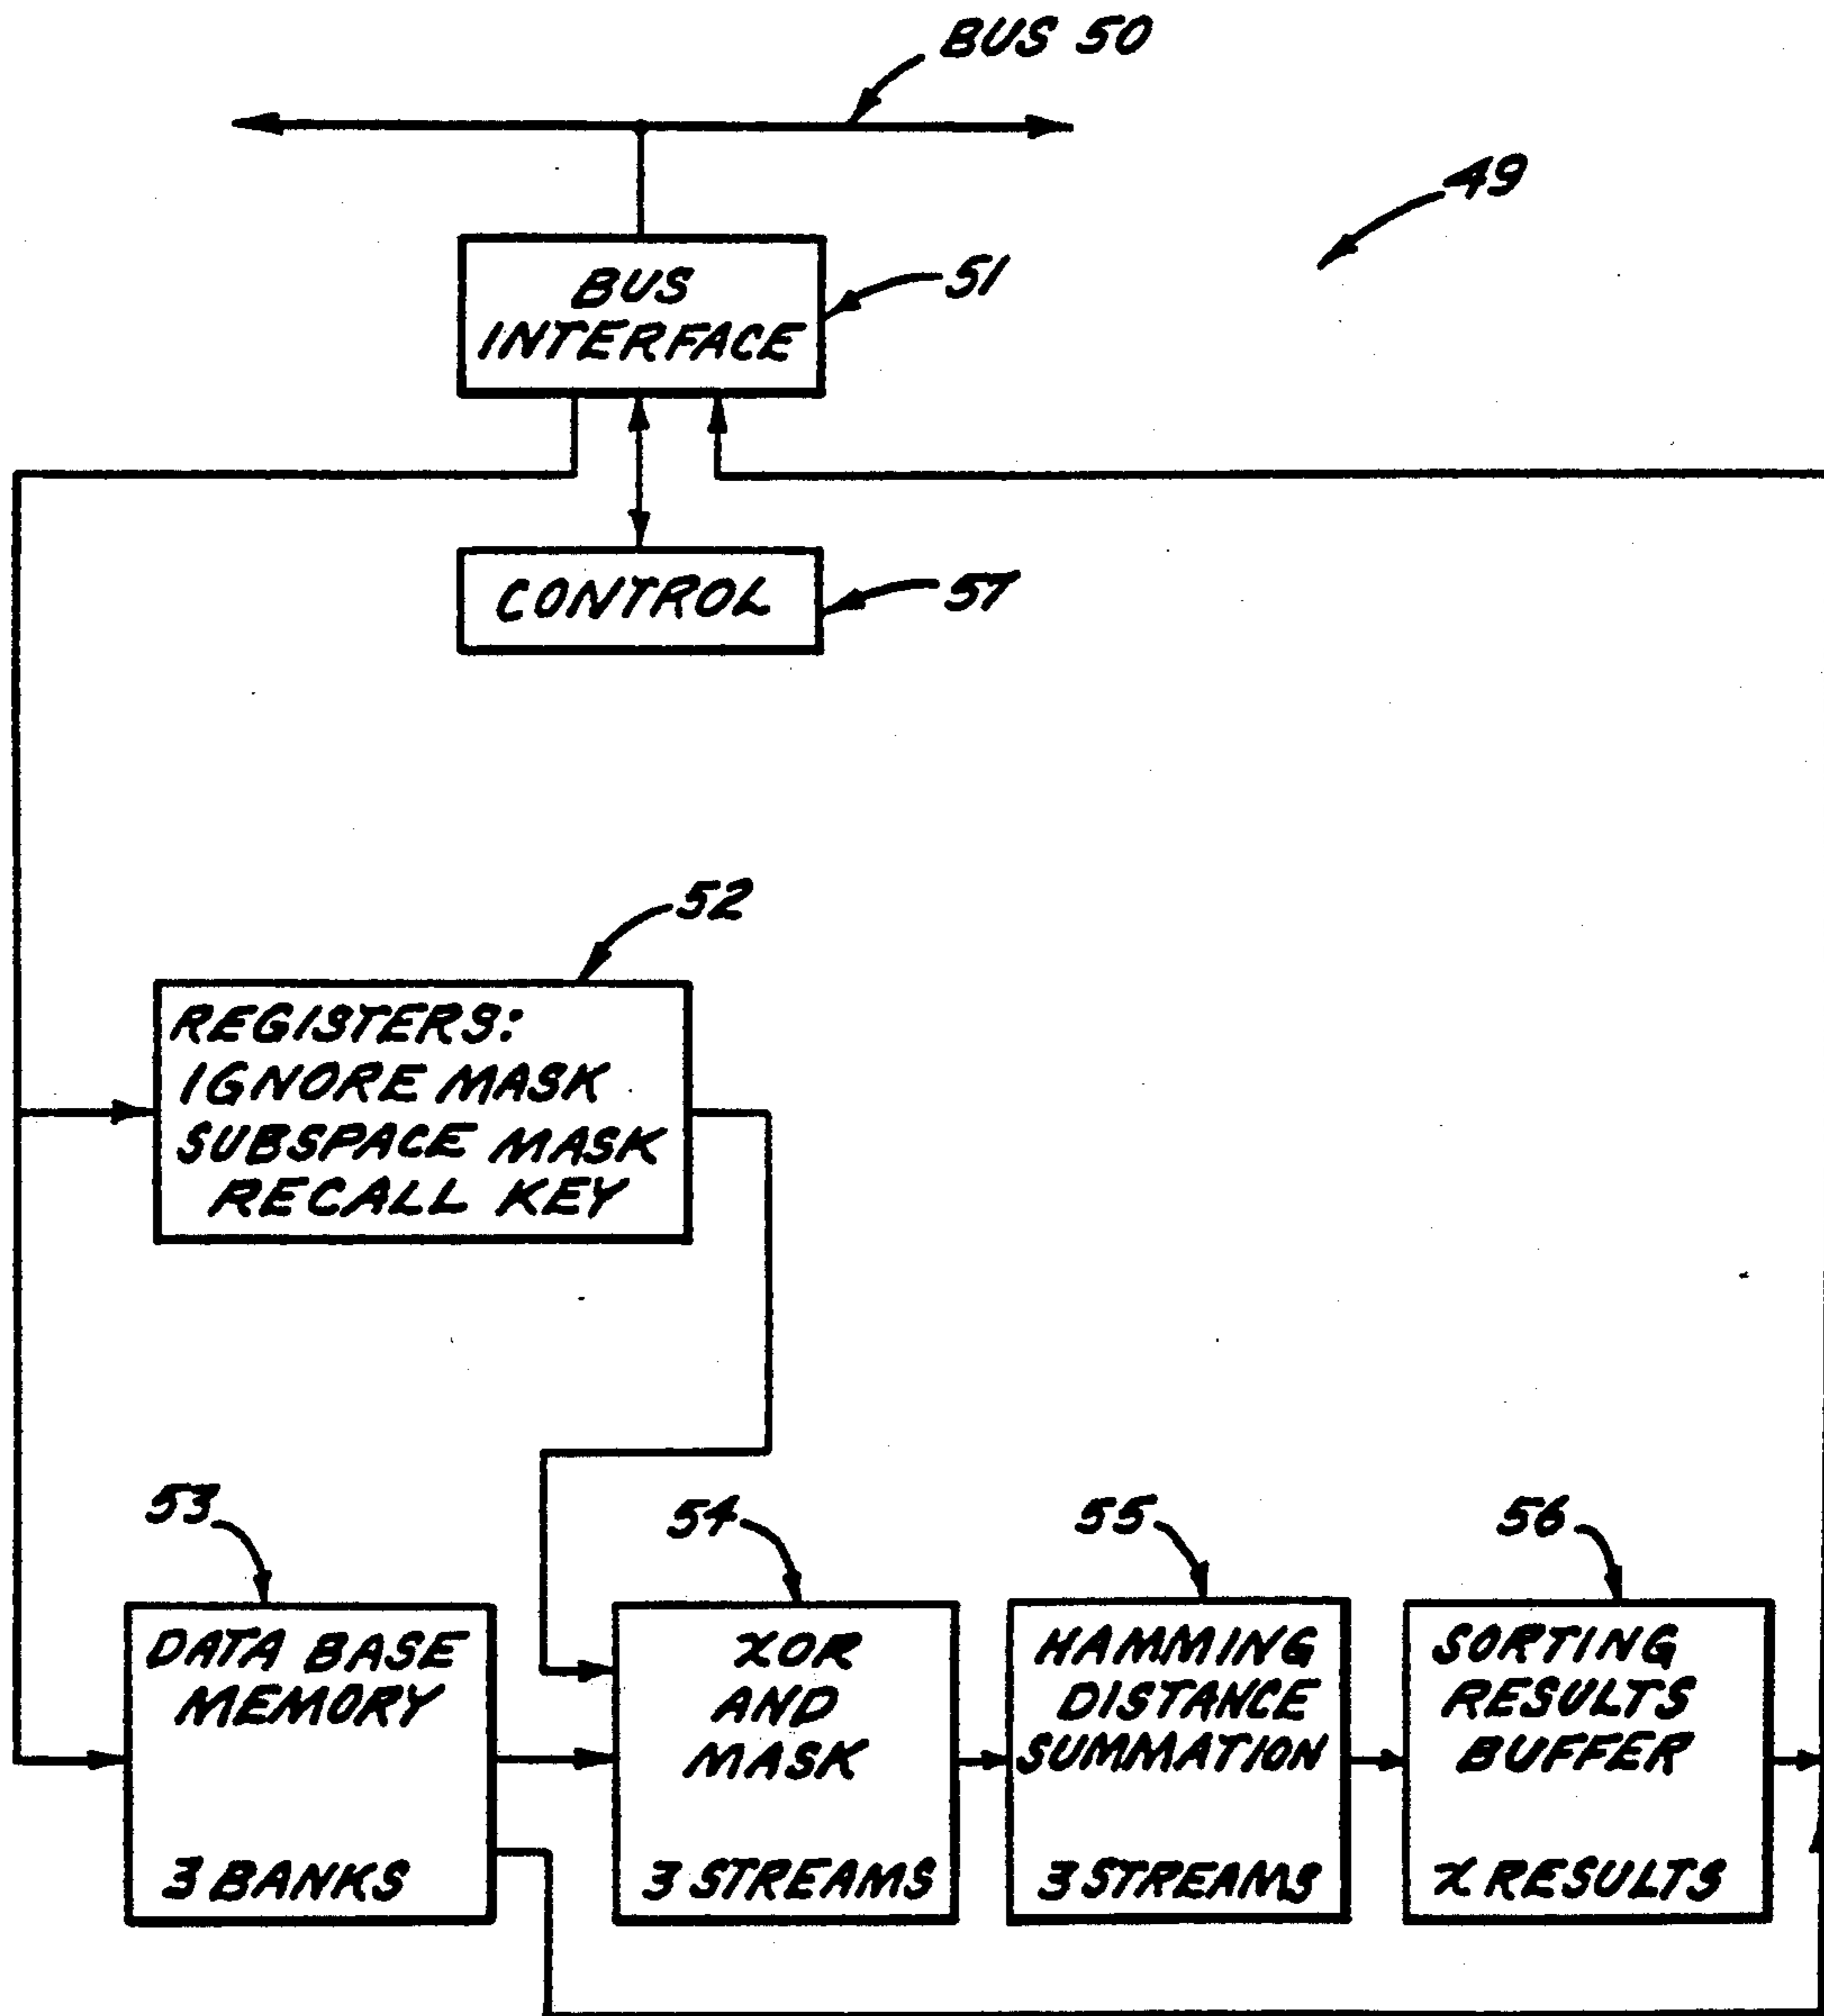 BUS 50
49
BUS
INTERFACE
51
CONTROL
57
52
REGISTERS:
IGNORE MASK
SUBSPACE MASK
RECALL KEY
53
54
55
56
DATA BASE
MEMORY
3 BANKS
XOR
AND
MASK
3 STREAMS
HAMMING
DISTANCE
SUMMATION
3 STREAMS
SORTING
RESULTS
BUFFER
X RESULTS